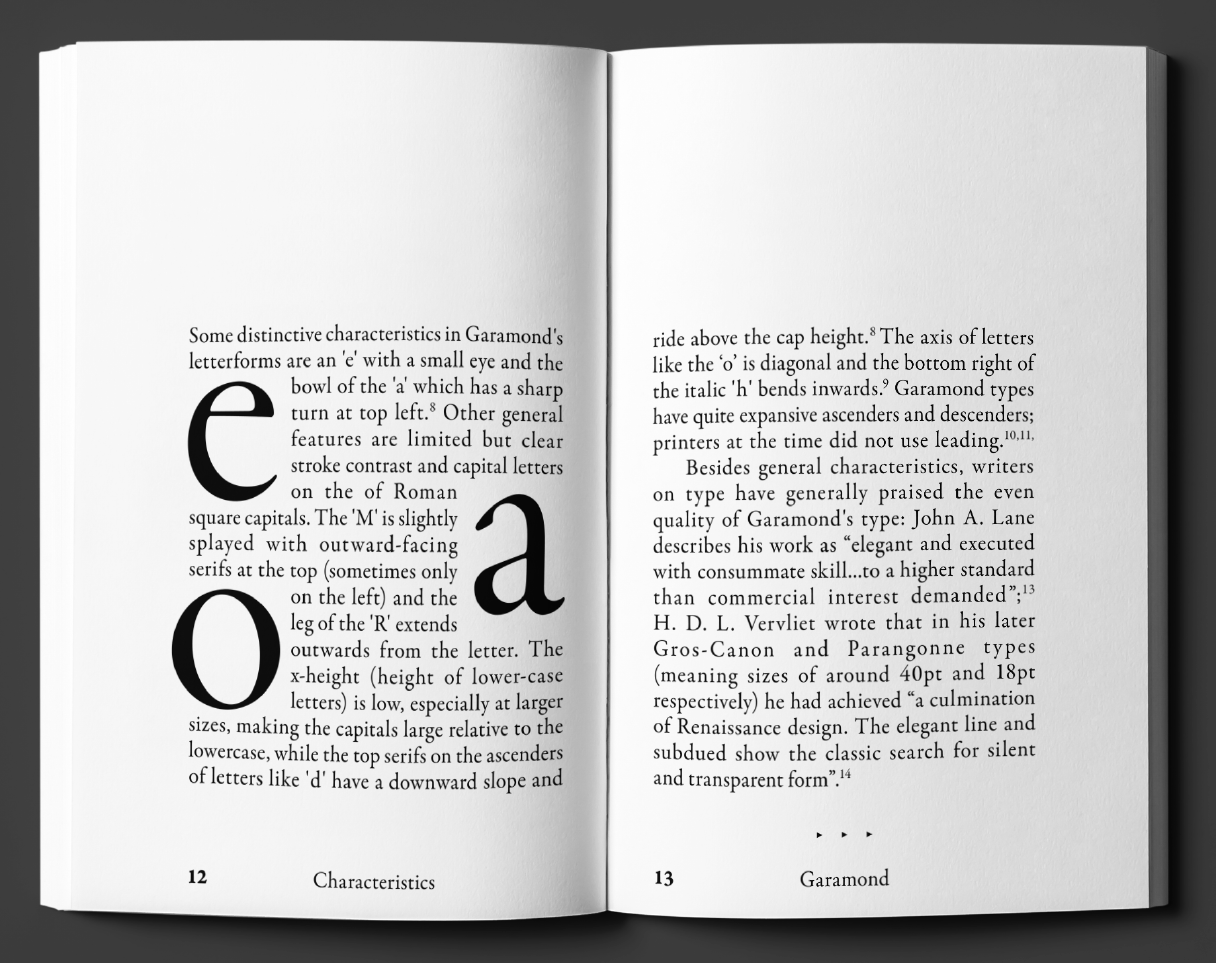 Some distinctive characteristics in Garamond's
letterforms are an 'e' with a small eye and the
e
bowl of the 'a' which has a sharp
turn at top left.⁸ Other general
features are limited but clear
stroke contrast and capital letters
on the of Roman
square capitals. The 'M' is slightly
splayed with outward-facing
serifs at the top (sometimes only
a
o
on the left) and the
leg of the 'R' extends
outwards from the letter. The
x-height (height of lower-case
letters) is low, especially at larger
sizes, making the capitals large relative to the
lowercase, while the top serifs on the ascenders
of letters like 'd' have a downward slope and
12 Characteristics
ride above the cap height.⁸ The axis of letters
like the ‘o’ is diagonal and the bottom right of
the italic 'h' bends inwards.⁹ Garamond types
have quite expansive ascenders and descenders;
printers at the time did not use leading.¹⁰,¹¹,
Besides general characteristics, writers
on type have generally praised the even
quality of Garamond's type: John A. Lane
describes his work as “elegant and executed
with consummate skill...to a higher standard
than commercial interest demanded”;¹³
H. D. L. Vervliet wrote that in his later
Gros-Canon and Parangonne types
(meaning sizes of around 40pt and 18pt
respectively) he had achieved “a culmination
of Renaissance design. The elegant line and
subdued show the classic search for silent
and transparent form”.¹⁴
▸ ▸ ▸
13 Garamond